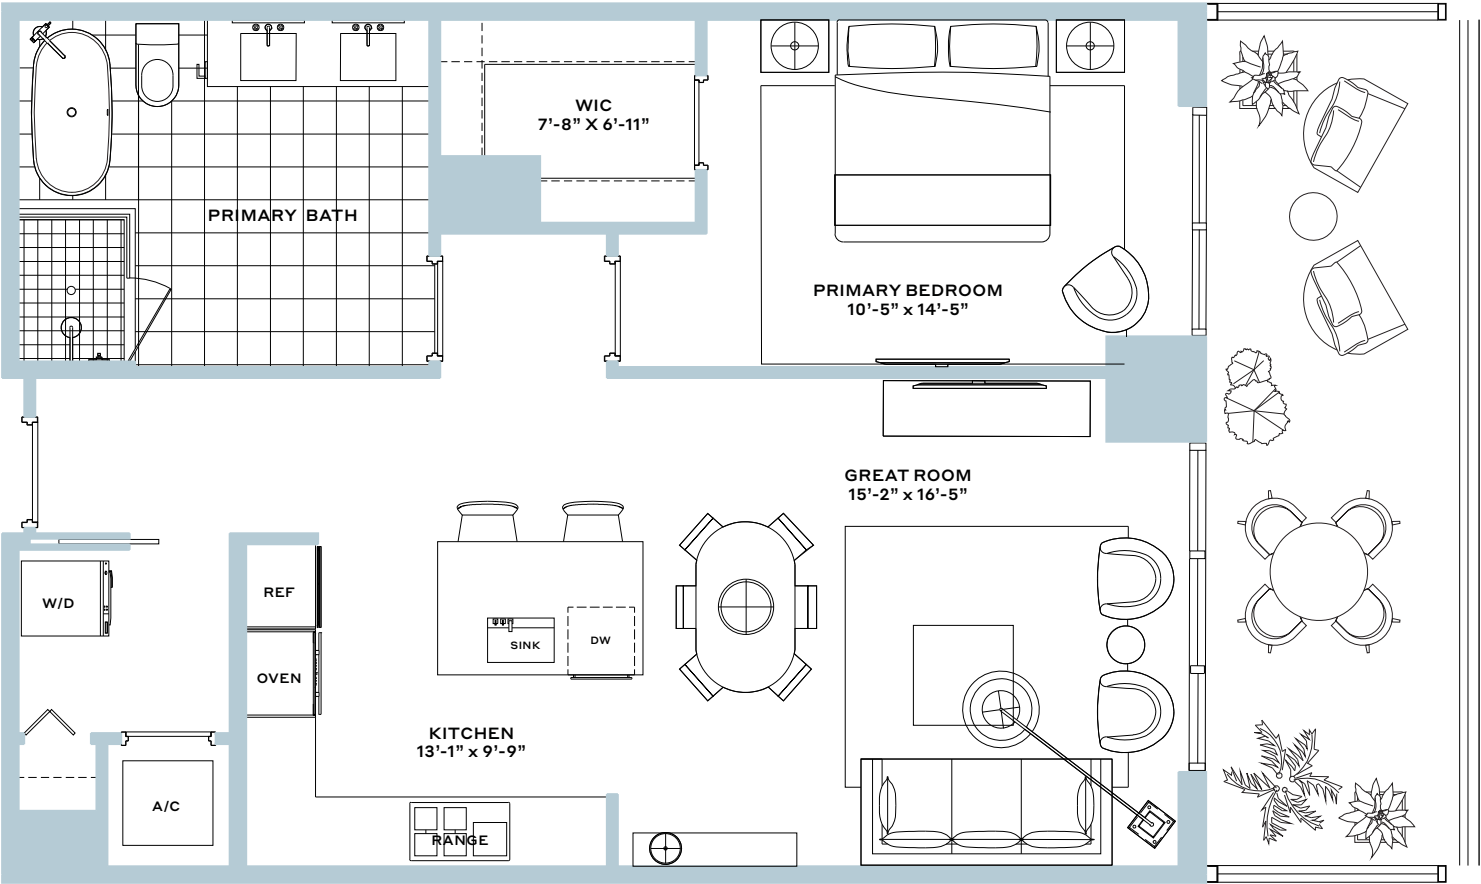 WIC
7’-8” X 6’-11”
PRIMARY BATH
PRIMARY BEDROOM
10’-5” x 14’-5”
GREAT ROOM
15’-2” x 16’-5”
REF
W/D
SINK
DW
OVEN
KITCHEN
13’-1” x 9’-9”
A/C
RANGE